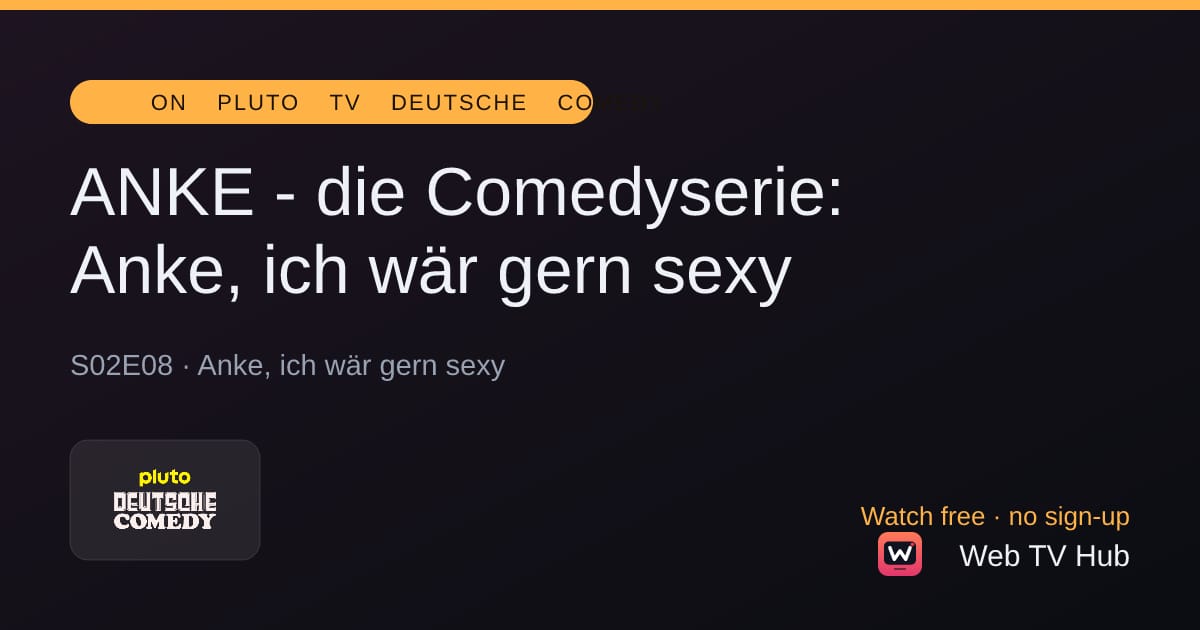 ON PLUTO TV DEUTSCHE CO
ANKE - die Comedyserie:
Anke, ich wär gern sexy
S02E08 · Anke, ich wär gern sexy
pluto
DEUTSCHE
COMEDY
Watch free · no sign-up
W
Web TV Hub